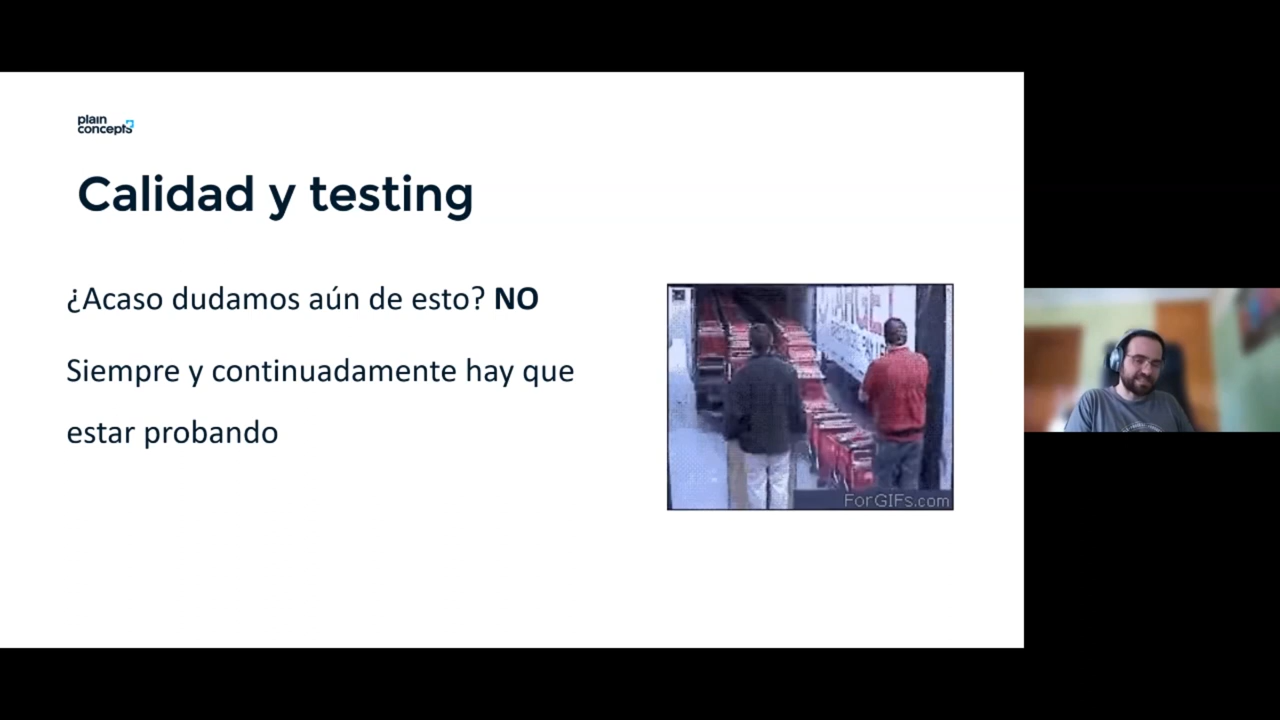 plain
concepts
Calidad y testing
¿Acaso dudamos aún de esto? NO
Siempre y continuadamente hay que
estar probando
ForGIFs.com